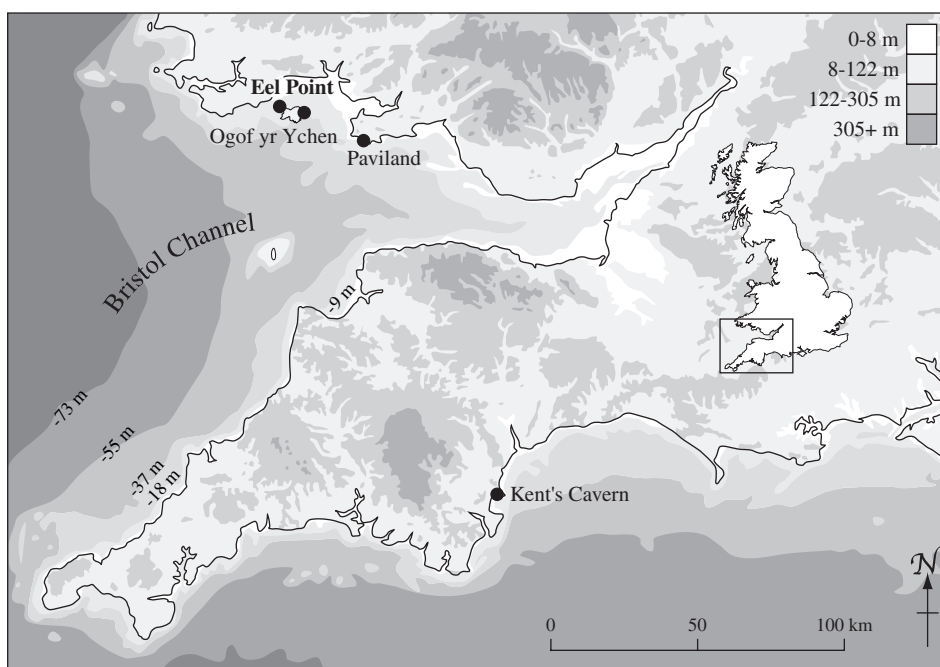 0-8 m
8-122 m
122-305 m
305+ m
Eel Point
Ogof yr Ychen
Paviland
Bristol Channel
-9 m
-73 m
-55 m
-37 m
-18 m
Kent's Cavern
N
0 50 100 km